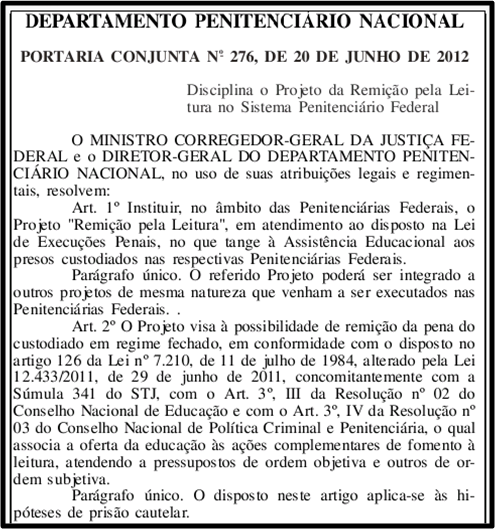 DEPARTAMENTO PENITENCIÁRIO NACIONAL
PORTARIA CONJUNTA Nº 276, DE 20 DE JUNHO DE 2012
Disciplina o Projeto da Remição pela Lei-
tura no Sistema Penitenciário Federal
O MINISTRO CORREGEDOR-GERAL DA JUSTIÇA FE-
DERAL e o DIRETOR-GERAL DO DEPARTAMENTO PENITEN-
CIÁRIO NACIONAL, no uso de suas atribuições legais e regimen-
tais, resolvem:
Art. 1º Instituir, no âmbito das Penitenciárias Federais, o
Projeto "Remição pela Leitura", em atendimento ao disposto na Lei
de Execuções Penais, no que tange à Assistência Educacional aos
presos custodiados nas respectivas Penitenciárias Federais.
Parágrafo único. O referido Projeto poderá ser integrado a
outros projetos de mesma natureza que venham a ser executados nas
Penitenciárias Federais. .
Art. 2º O Projeto visa à possibilidade de remição da pena do
custodiado em regime fechado, em conformidade com o disposto no
artigo 126 da Lei nº 7.210, de 11 de julho de 1984, alterado pela Lei
12.433/2011, de 29 de junho de 2011, concomitantemente com a
Súmula 341 do STJ, com o Art. 3º, III da Resolução nº 02 do
Conselho Nacional de Educação e com o Art. 3º, IV da Resolução nº
03 do Conselho Nacional de Política Criminal e Penitenciária, o qual
associa a oferta da educação às ações complementares de fomento à
leitura, atendendo a pressupostos de ordem objetiva e outros de or-
dem subjetiva.
Parágrafo único. O disposto neste artigo aplica-se às hi-
póteses de prisão cautelar.